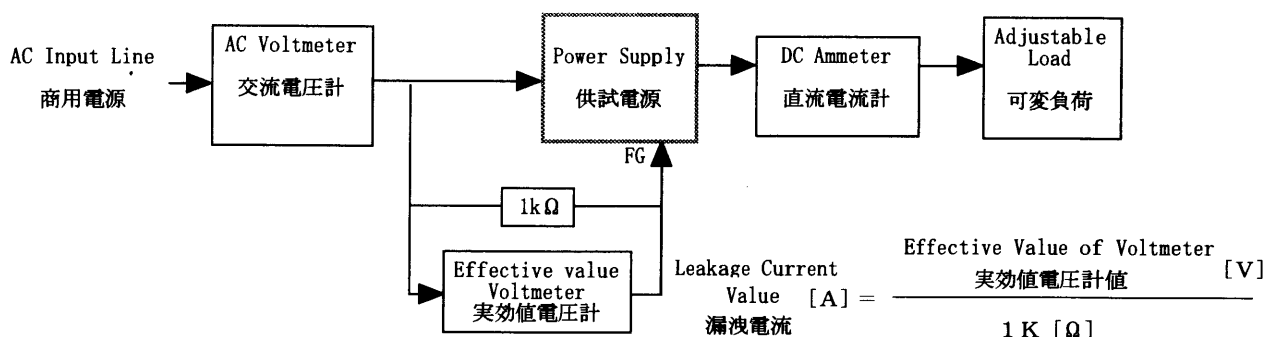 AC Input Line
商用電源
AC Voltmeter
交流電圧計
Power Supply
供試電源
DC Ammeter
直流電流計
Adjustable
Load
可変負荷
FG
1kΩ
Effective value
Voltmeter
実効値電圧計
Leakage Current
Value [A] =
漏洩電流
Effective Value of Voltmeter
実効値電圧計値 [V]
1 K [Ω]